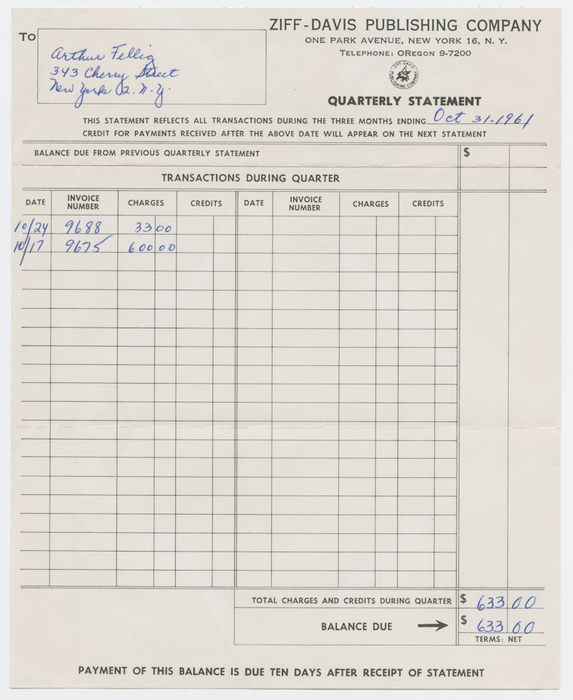 ZIFF-DAVIS PUBLISHING COMPANY
ONE PARK AVENUE, NEW YORK 16, N. Y.
TELEPHONE: OREGON 9-7200
TO
Arthur Fellig
343 Cherry Street
New York 2. N.Y.
QUARTERLY STATEMENT
THIS STATEMENT REFLECTS ALL TRANSACTIONS DURING THE THREE MONTHS ENDING Oct 31-1961
CREDIT FOR PAYMENTS RECEIVED AFTER THE ABOVE DATE WILL APPEAR ON THE NEXT STATEMENT
BALANCE DUE FROM PREVIOUS QUARTERLY STATEMENT $
TRANSACTIONS DURING QUARTER
DATE INVOICE NUMBER CHARGES CREDITS DATE INVOICE NUMBER CHARGES CREDITS
10/24 9688 33 00
10/17 9675 600 00
TOTAL CHARGES AND CREDITS DURING QUARTER $ 633 00
BALANCE DUE $ 633 00
TERMS: NET
PAYMENT OF THIS BALANCE IS DUE TEN DAYS AFTER RECEIPT OF STATEMENT